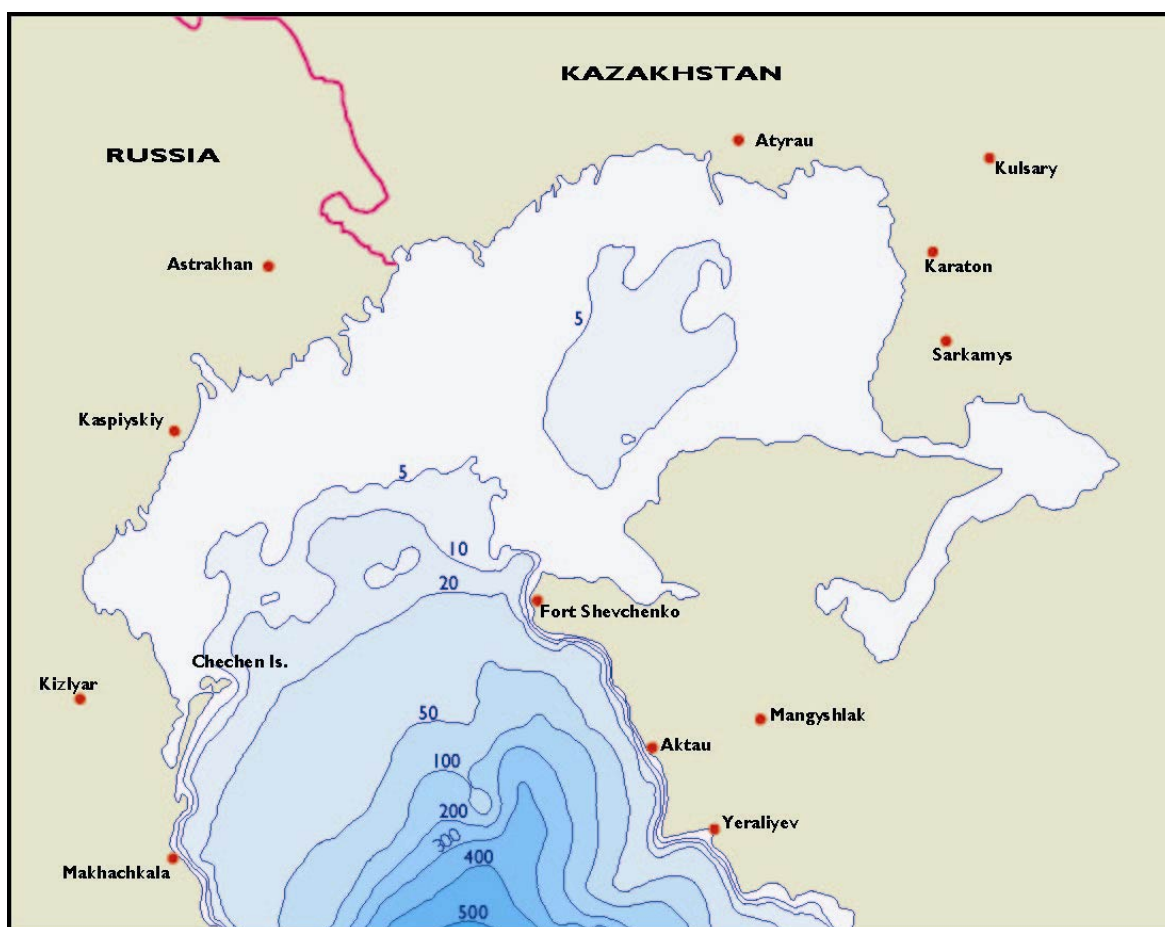 KAZAKHSTAN
RUSSIA
Atyrau
Kulsary
Astrakhan
Karaton
5
Sarkamys
Kaspiyskiy
5
10
20
Fort Shevchenko
Chechen Is.
Kizlyar
50
Mangyshlak
Aktau
100
200
Yeraliyev
300
400
Makhachkala
500